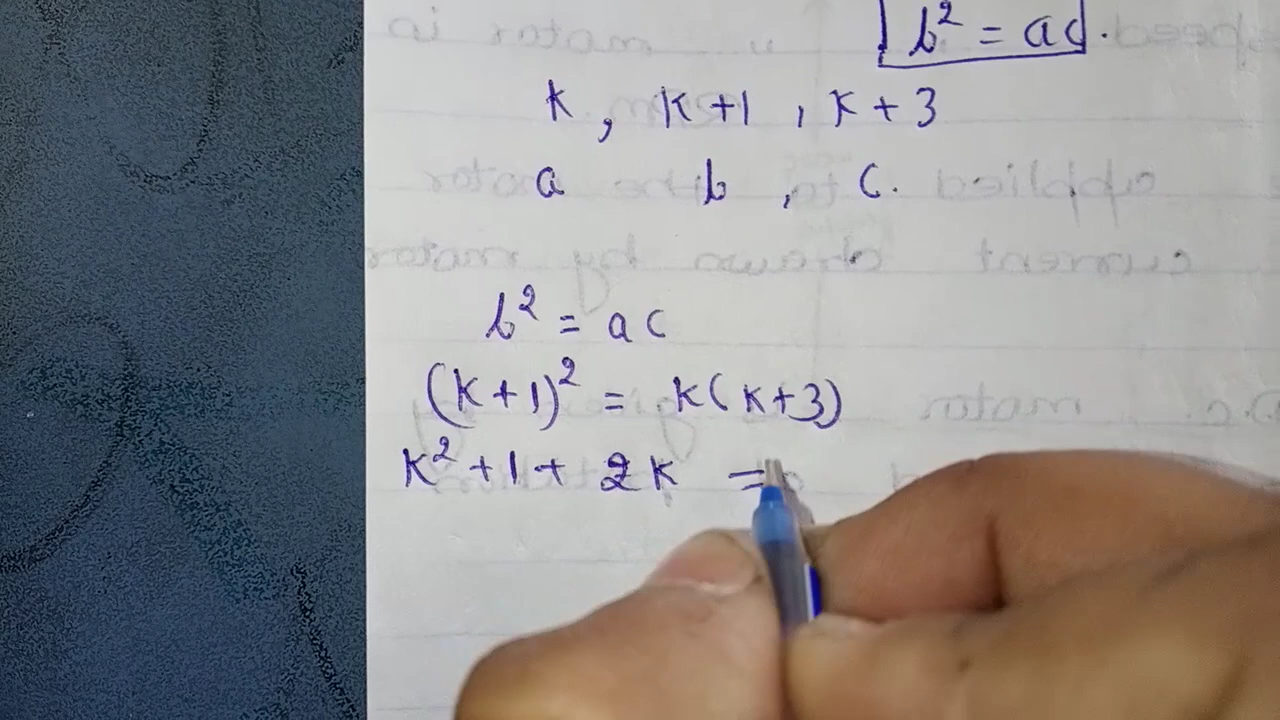 b² = ac.
k, k+1, k+3
a b, c.
b² = ac
(k+1)² = k(k+3)
k² + 1 + 2k =